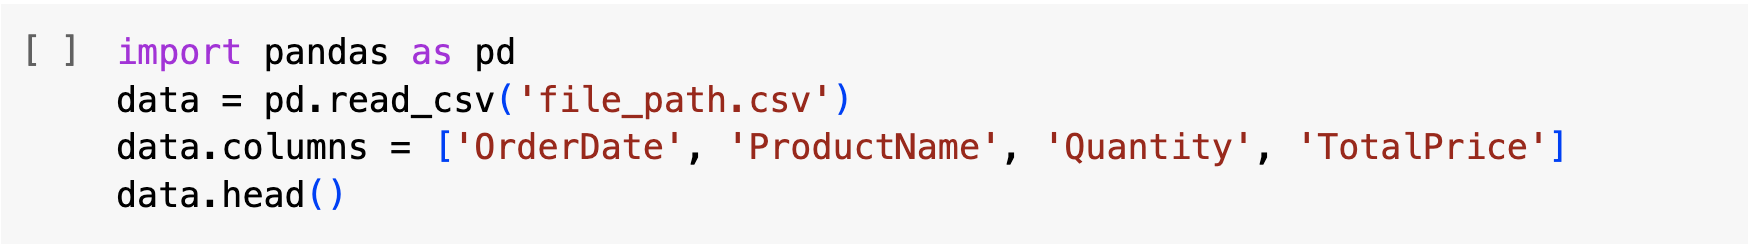 [ ] import pandas as pd
data = pd.read_csv('file_path.csv')
data.columns = ['OrderDate', 'ProductName', 'Quantity', 'TotalPrice']
data.head()